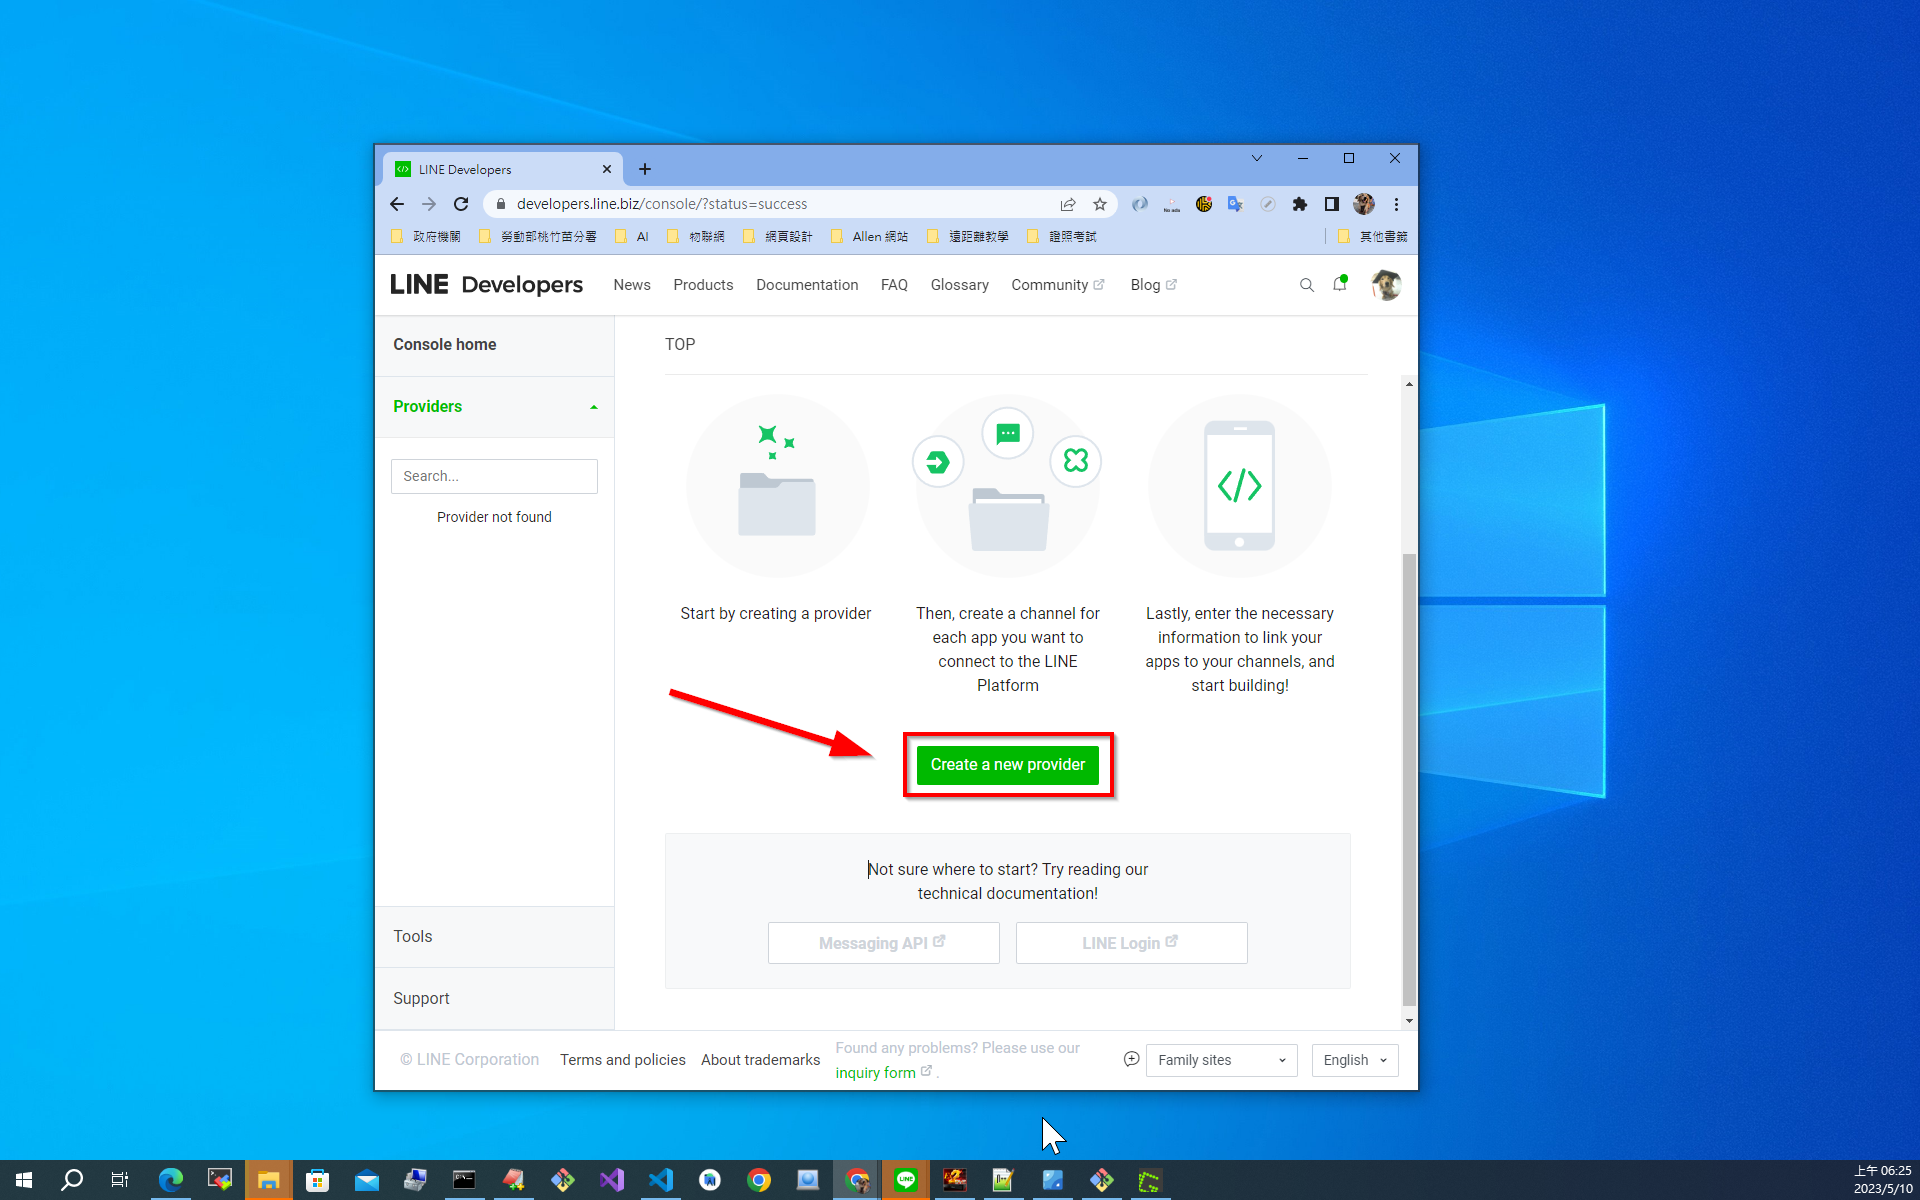 LINE Developers
developers.line.biz/console/?status=success
No ads
政府機關
勞動部桃竹苗分署
AI
物聯網
網頁設計
Allen 網站
遠距離教學
證照考試
其他書籤
LINE Developers
News
Products
Documentation
FAQ
Glossary
Community
Blog
Console home
Providers
Search...
Provider not found
Tools
Support
TOP
Start by creating a provider
Then, create a channel for
each app you want to
connect to the LINE
Platform
Lastly, enter the necessary
information to link your
apps to your channels, and
start building!
Create a new provider
Not sure where to start? Try reading our
technical documentation!
Messaging API
LINE Login
© LINE Corporation
Terms and policies
About trademarks
Found any problems? Please use our
inquiry form .
Family sites
English
上午 06:25
2023/5/10